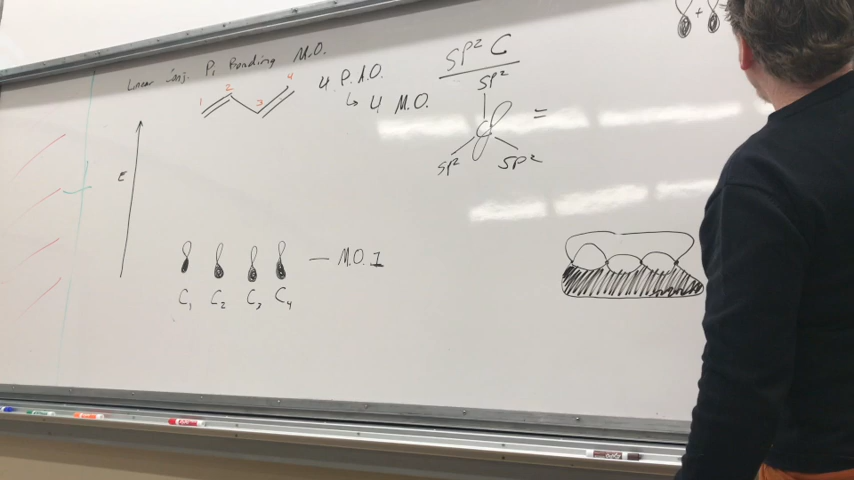 Linear Conj. Pi Bonding M.O.
1 2 3 4
4 P.A.O.
↳ 4 M.O.
SP² C
SP²
C
=
SP² SP²
E
— M.O. 1
C₁ C₂ C₃ C₄
+